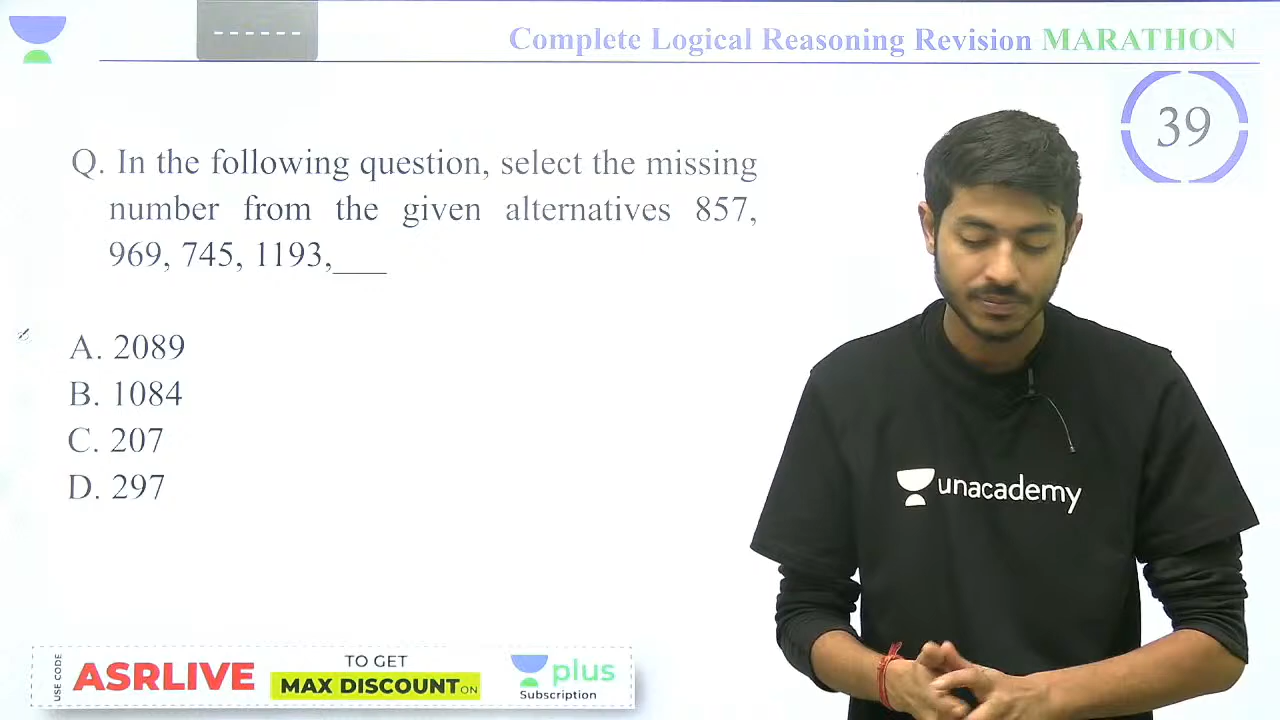 Complete Logical Reasoning Revision MARATHON
39
Q. In the following question, select the missing
number from the given alternatives 857,
969, 745, 1193,___
A. 2089
B. 1084
C. 207
D. 297
unacademy
USE CODE
ASRLIVE
TO GET
MAX DISCOUNT ON
plus
Subscription